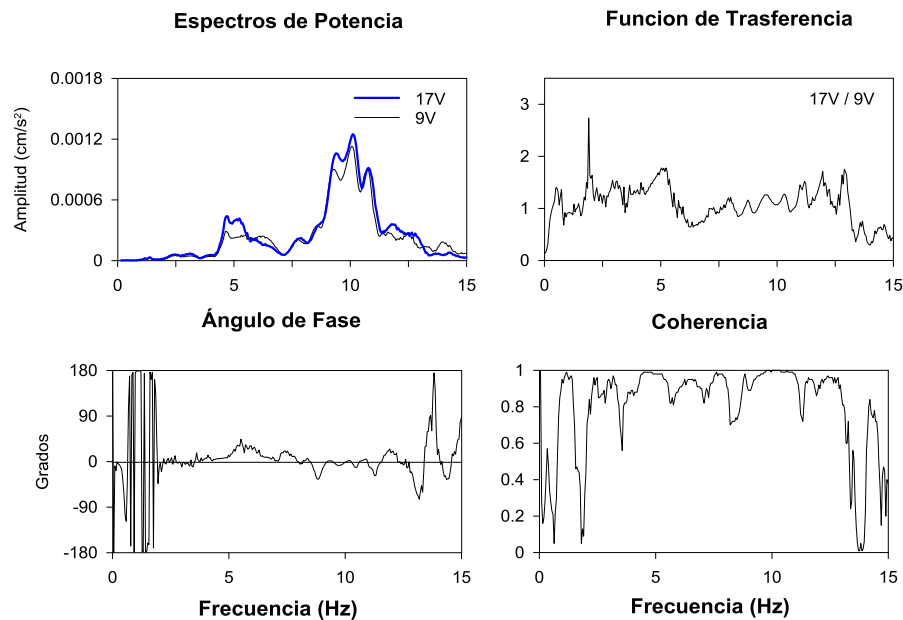 Espectros de Potencia
Funcion de Trasferencia
Amplitud (cm/s²)
0.0018
0.0012
0.0006
0
0 5 10 15
17V
9V
3
2
1
0
0 5 10 15
17V / 9V
Ángulo de Fase
Coherencia
Grados
180
90
0
-90
-180
0 5 10 15
Frecuencia (Hz)
1
0.8
0.6
0.4
0.2
0
0 5 10 15
Frecuencia (Hz)